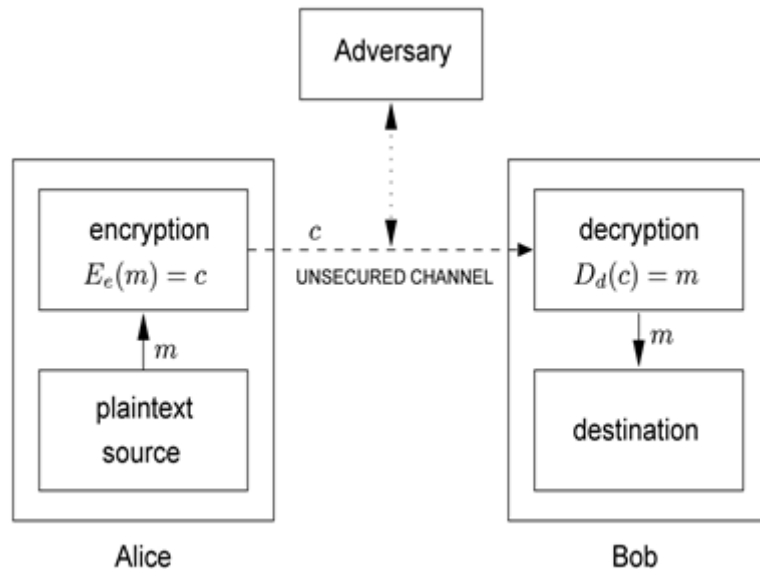 Adversary
encryption
E_e(m) = c
c
UNSECURED CHANNEL
decryption
D_d(c) = m
m
plaintext
source
m
destination
Alice
Bob